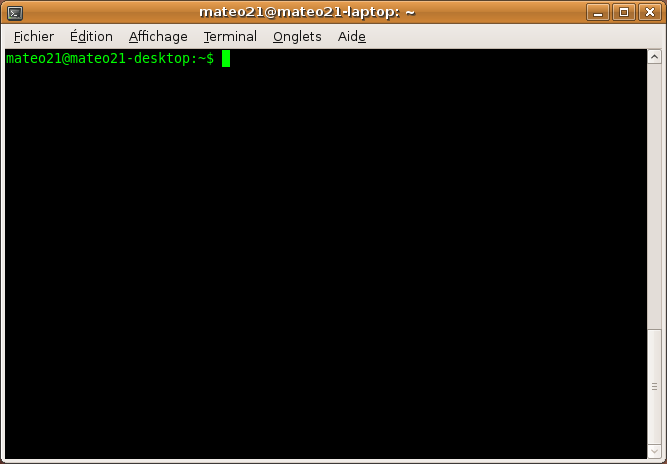 mateo21@mateo21-laptop: ~
Fichier Édition Affichage Terminal Onglets Aide
mateo21@mateo21-desktop:~$